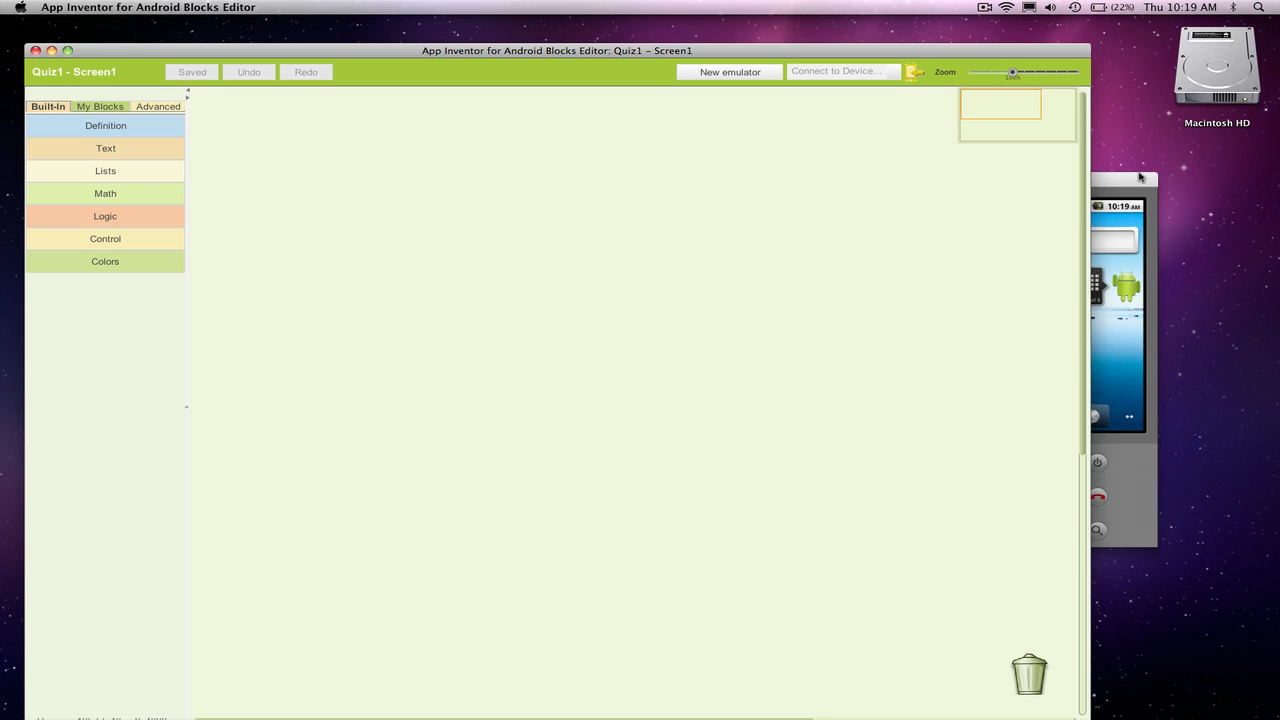 App Inventor for Android Blocks Editor
(22%) Thu 10:19 AM
App Inventor for Android Blocks Editor: Quiz1 - Screen1
Quiz1 - Screen1
Saved
Undo
Redo
New emulator
Connect to Device...
Zoom
100%
Built-In
My Blocks
Advanced
Definition
Text
Lists
Math
Logic
Control
Colors
Macintosh HD
10:19 AM